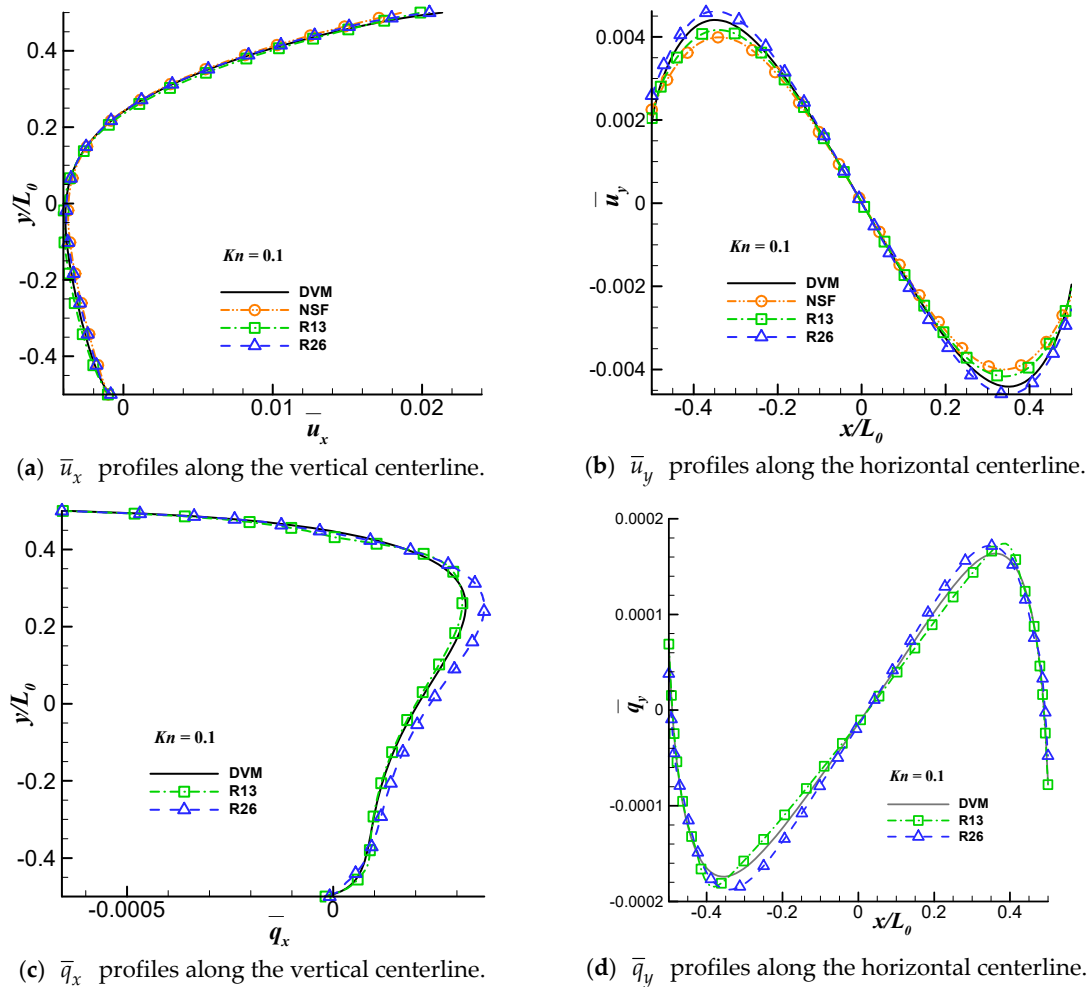 0.4
0.2
0
-0.2
-0.4
y/L₀
Kn = 0.1
DVM
NSF
R13
R26
0 0.01 0.02
u̅ₓ
(a) u̅ₓ profiles along the vertical centerline.
0.004
0.002
0
-0.002
-0.004
u̅ᵧ
Kn = 0.1
DVM
NSF
R13
R26
-0.4 -0.2 0 0.2 0.4
x/L₀
(b) u̅ᵧ profiles along the horizontal centerline.
0.4
0.2
0
-0.2
-0.4
y/L₀
Kn = 0.1
DVM
R13
R26
-0.0005 0
q̅ₓ
(c) q̅ₓ profiles along the vertical centerline.
0.0002
0.0001
0
-0.0001
-0.0002
q̅ᵧ
Kn = 0.1
DVM
R13
R26
-0.4 -0.2 0 0.2 0.4
x/L₀
(d) q̅ᵧ profiles along the horizontal centerline.